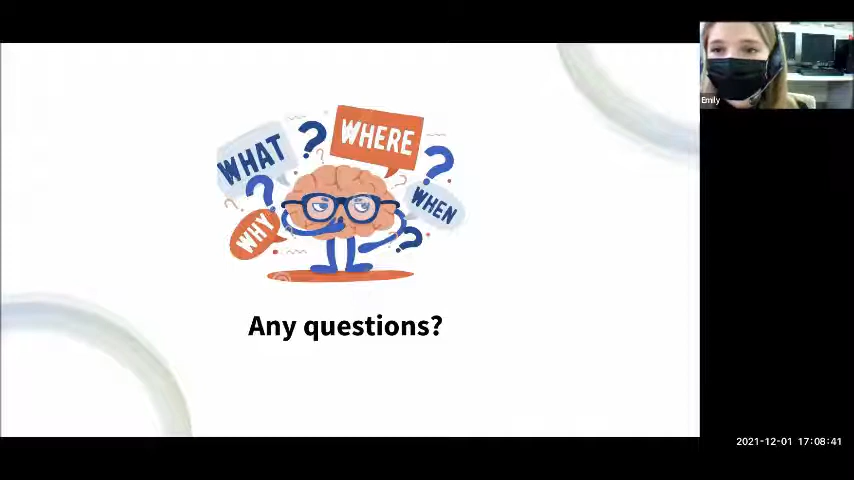 WHAT
WHERE
WHEN
WHY
Any questions?
Emily
2021-12-01 17:08:41